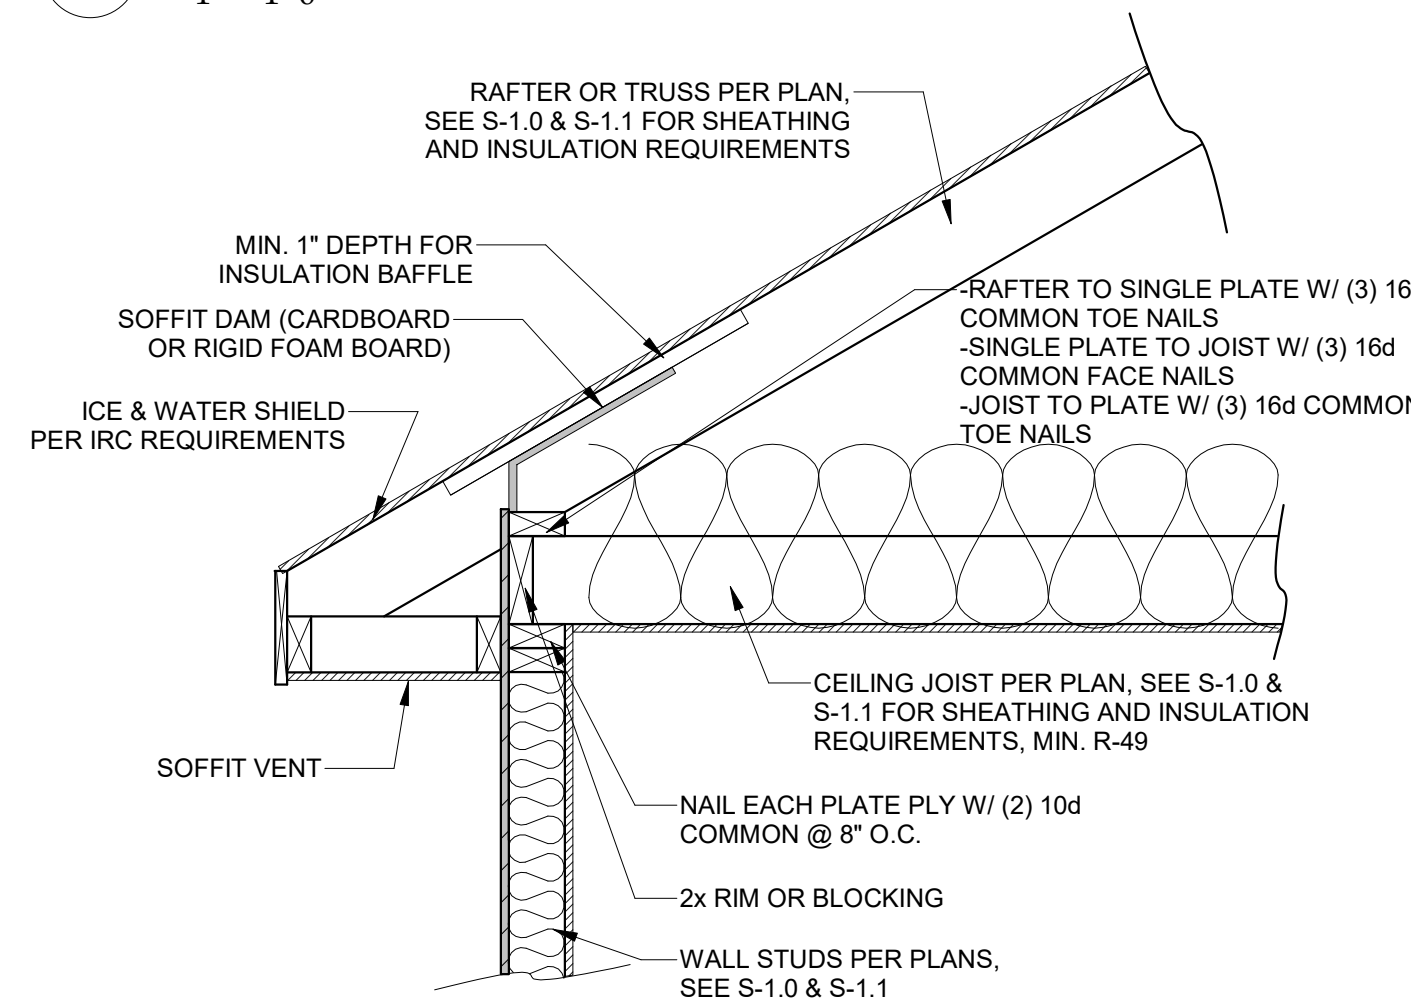 RAFTER OR TRUSS PER PLAN,
SEE S-1.0 & S-1.1 FOR SHEATHING
AND INSULATION REQUIREMENTS
MIN. 1" DEPTH FOR
INSULATION BAFFLE
SOFFIT DAM (CARDBOARD
OR RIGID FOAM BOARD)
ICE & WATER SHIELD
PER IRC REQUIREMENTS
-RAFTER TO SINGLE PLATE W/ (3) 16
COMMON TOE NAILS
-SINGLE PLATE TO JOIST W/ (3) 16d
COMMON FACE NAILS
-JOIST TO PLATE W/ (3) 16d COMMON
TOE NAILS
CEILING JOIST PER PLAN, SEE S-1.0 &
S-1.1 FOR SHEATHING AND INSULATION
REQUIREMENTS, MIN. R-49
SOFFIT VENT
NAIL EACH PLATE PLY W/ (2) 10d
COMMON @ 8" O.C.
2x RIM OR BLOCKING
WALL STUDS PER PLANS,
SEE S-1.0 & S-1.1